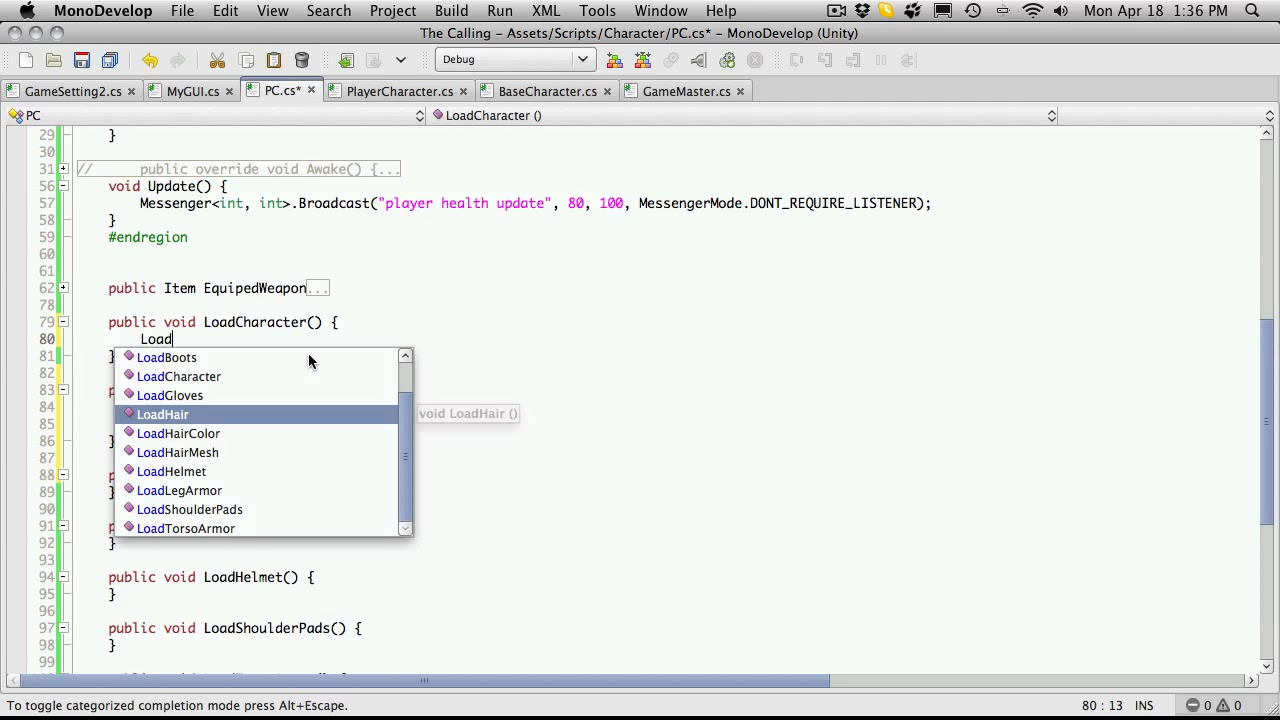 MonoDevelop File Edit View Search Project Build Run XML Tools Window Help Mon Apr 18 1:36 PM
The Calling - Assets/Scripts/Character/PC.cs* - MonoDevelop (Unity)
Debug
GameSetting2.cs MyGUI.cs PC.cs* PlayerCharacter.cs BaseCharacter.cs GameMaster.cs
PC LoadCharacter ()
29 }
30
31 // public override void Awake() {...
56 void Update() {
57 Messenger<int, int>.Broadcast("player health update", 80, 100, MessengerMode.DONT_REQUIRE_LISTENER);
58 }
59 #endregion
60
61
62 public Item EquipedWeapon...
78
79 public void LoadCharacter() {
80 Load
81 }
LoadBoots
82
LoadCharacter
83 p
LoadGloves
84
LoadHair void LoadHair ()
85
LoadHairColor
86 }
LoadHairMesh
87
LoadHelmet
88 p
LoadLegArmor
89 }
LoadShoulderPads
90
LoadTorsoArmor
91 p
92 }
93
94 public void LoadHelmet() {
95 }
96
97 public void LoadShoulderPads() {
98 }
99
To toggle categorized completion mode press Alt+Escape. 80 : 13 INS 0 0